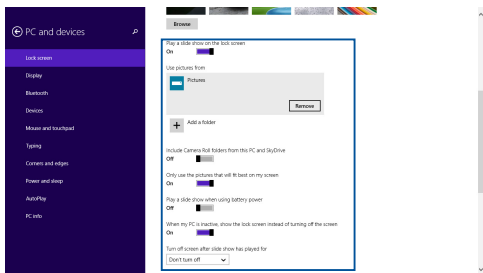 PC and devices
Lock screen
Display
Bluetooth
Devices
Mouse and touchpad
Typing
Corners and edges
Power and sleep
AutoPlay
PC info
Browse
Play a slide show on the lock screen
On
Use pictures from
Pictures
Remove
Add a folder
Include Camera Roll folders from this PC and SkyDrive
Off
Only use the pictures that will fit best on my screen
On
Play a slide show when using battery power
Off
When my PC is inactive, show the lock screen instead of turning off the screen
On
Turn off screen after slide show has played for
Don't turn off